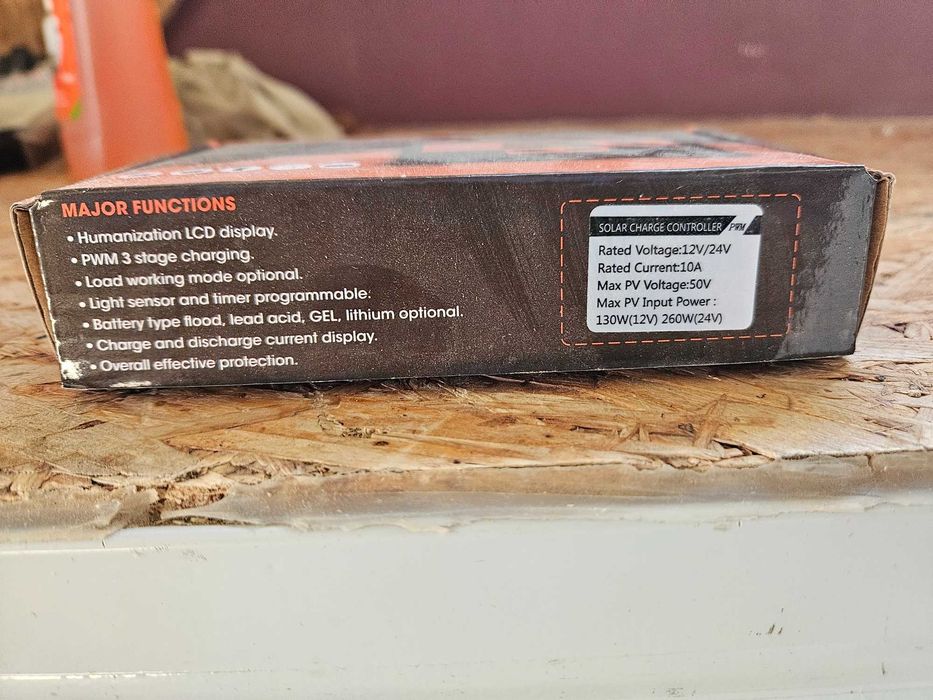 MAJOR FUNCTIONS
• Humanization LCD display.
• PWM 3 stage charging.
• Load working mode optional.
• Light sensor and timer programmable.
• Battery type flood, lead acid, GEL, lithium optional.
• Charge and discharge current display.
• Overall effective protection.
SOLAR CHARGE CONTROLLER PWM
Rated Voltage:12V/24V
Rated Current:10A
Max PV Voltage:50V
Max PV Input Power :
130W(12V) 260W(24V)